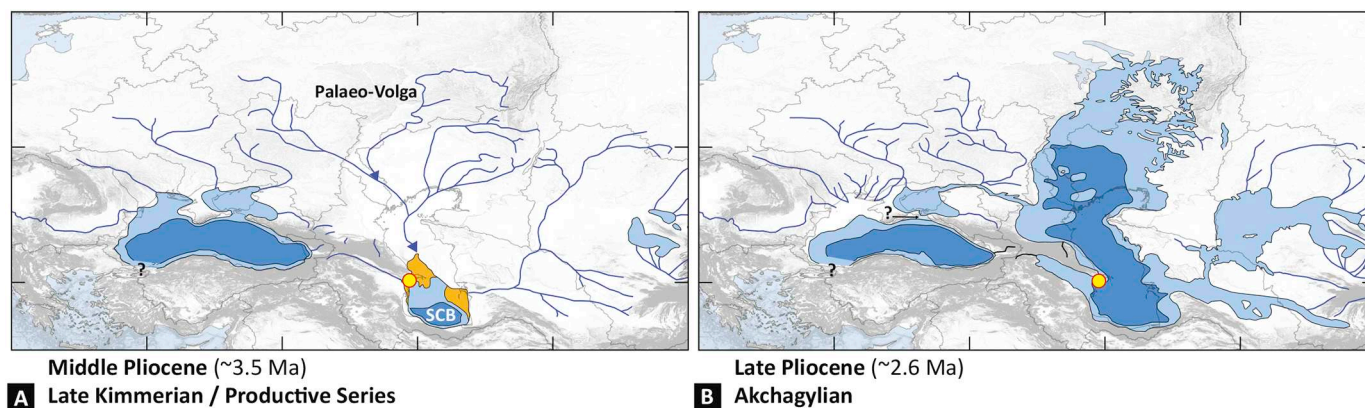 Palaeo-Volga
?
SCB
Middle Pliocene (~3.5 Ma)
A Late Kimmerian / Productive Series
?
?
Late Pliocene (~2.6 Ma)
B Akchagylian